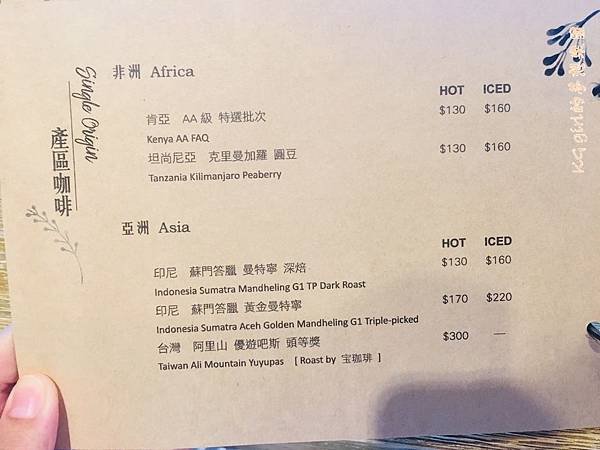 Single Origin
產區咖啡
非洲 Africa
HOT ICED
肯亞 AA 級 特選批次 $130 $160
Kenya AA FAQ
坦尚尼亞 克里曼加羅 圓豆 $130 $160
Tanzania Kilimanjaro Peaberry
亞洲 Asia
HOT ICED
印尼 蘇門答臘 曼特寧 深焙 $130 $160
Indonesia Sumatra Mandheling G1 TP Dark Roast
印尼 蘇門答臘 黃金曼特寧 $170 $220
Indonesia Sumatra Aceh Golden Mandheling G1 Triple-picked
台灣 阿里山 優遊吧斯 頭等獎 $300 —
Taiwan Ali Mountain Yuyupas [ Roast by 宝珈琲 ]